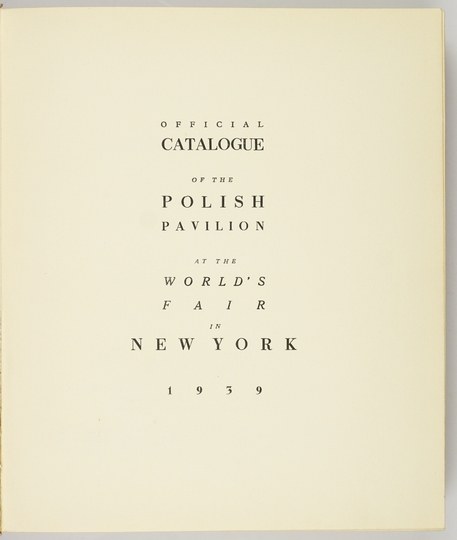 OFFICIAL
CATALOGUE
OF THE
POLISH
PAVILION
AT THE
WORLD'S
FAIR
IN
NEW YORK
1939